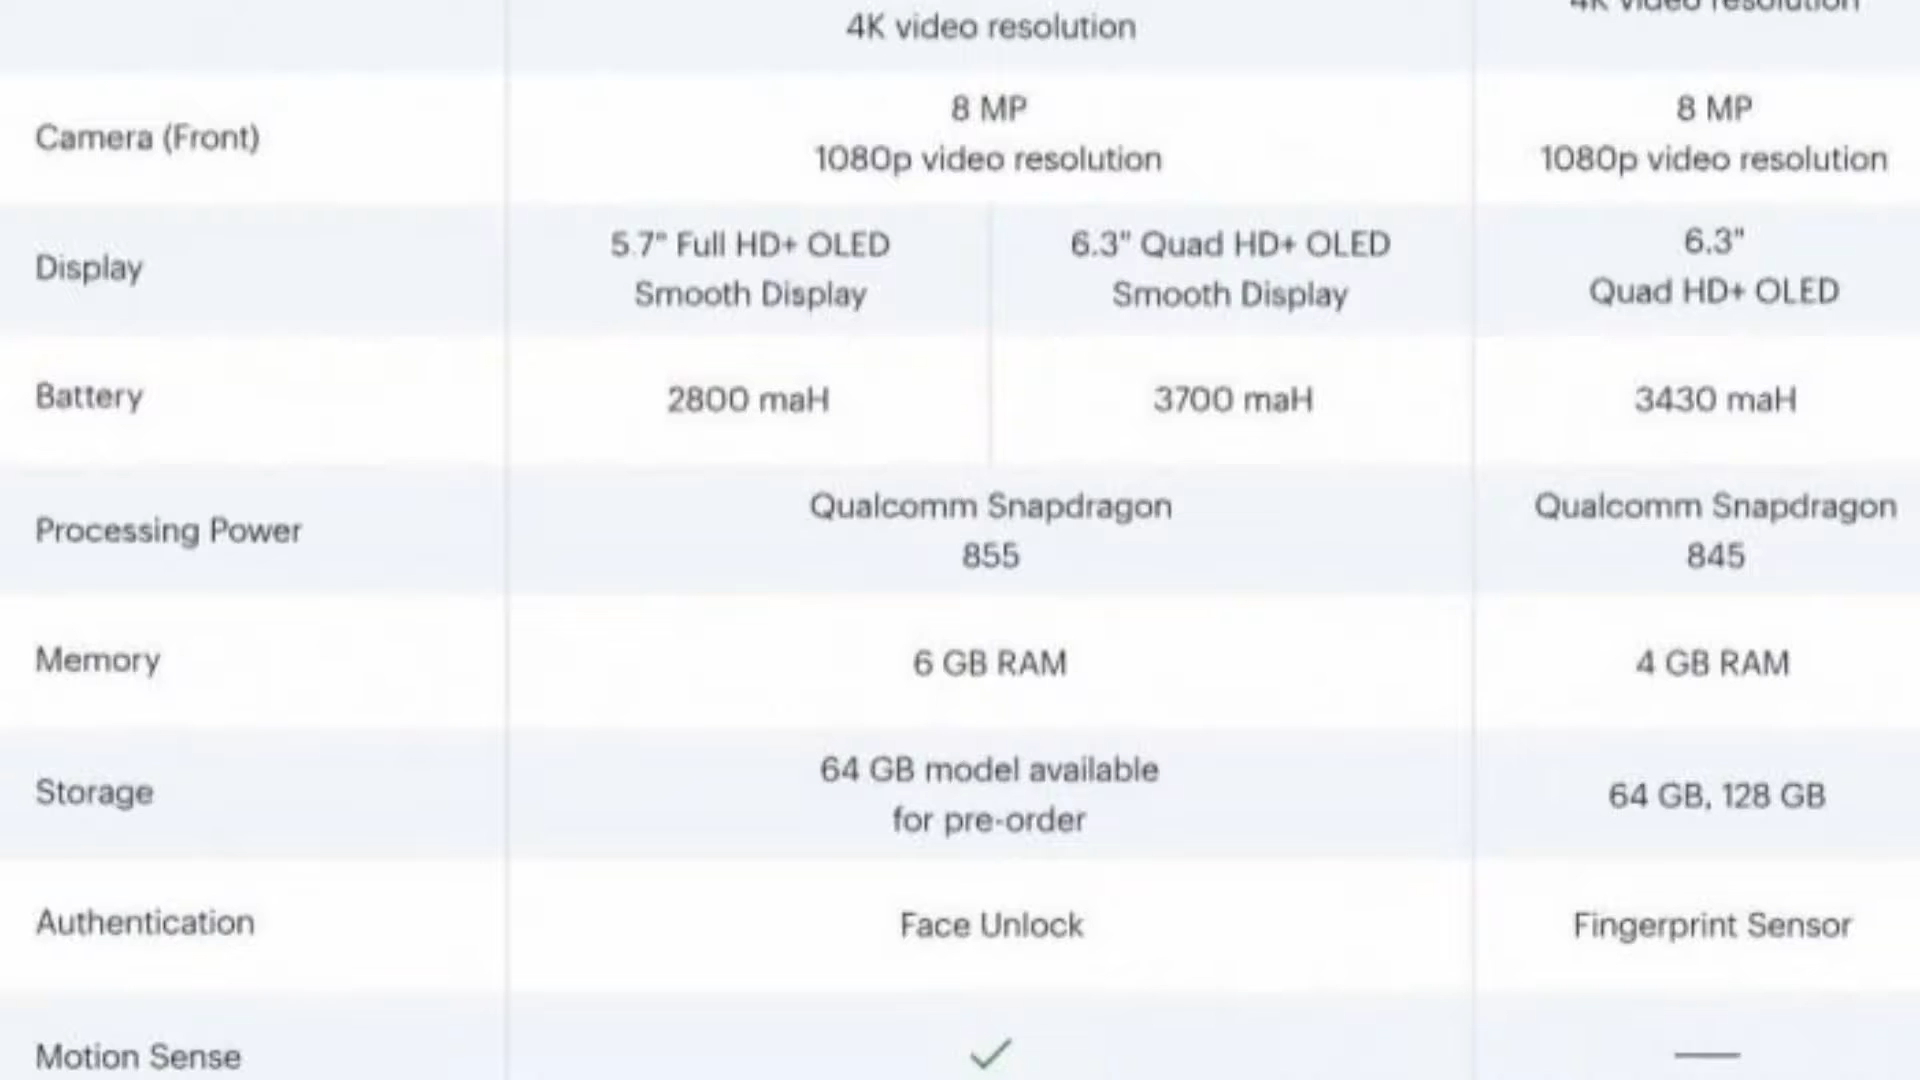 4K video resolution
4K video resolution
Camera (Front)
8 MP
1080p video resolution
8 MP
1080p video resolution
Display
5.7" Full HD+ OLED
Smooth Display
6.3" Quad HD+ OLED
Smooth Display
6.3"
Quad HD+ OLED
Battery
2800 maH
3700 maH
3430 maH
Processing Power
Qualcomm Snapdragon
855
Qualcomm Snapdragon
845
Memory
6 GB RAM
4 GB RAM
Storage
64 GB model available
for pre-order
64 GB, 128 GB
Authentication
Face Unlock
Fingerprint Sensor
Motion Sense